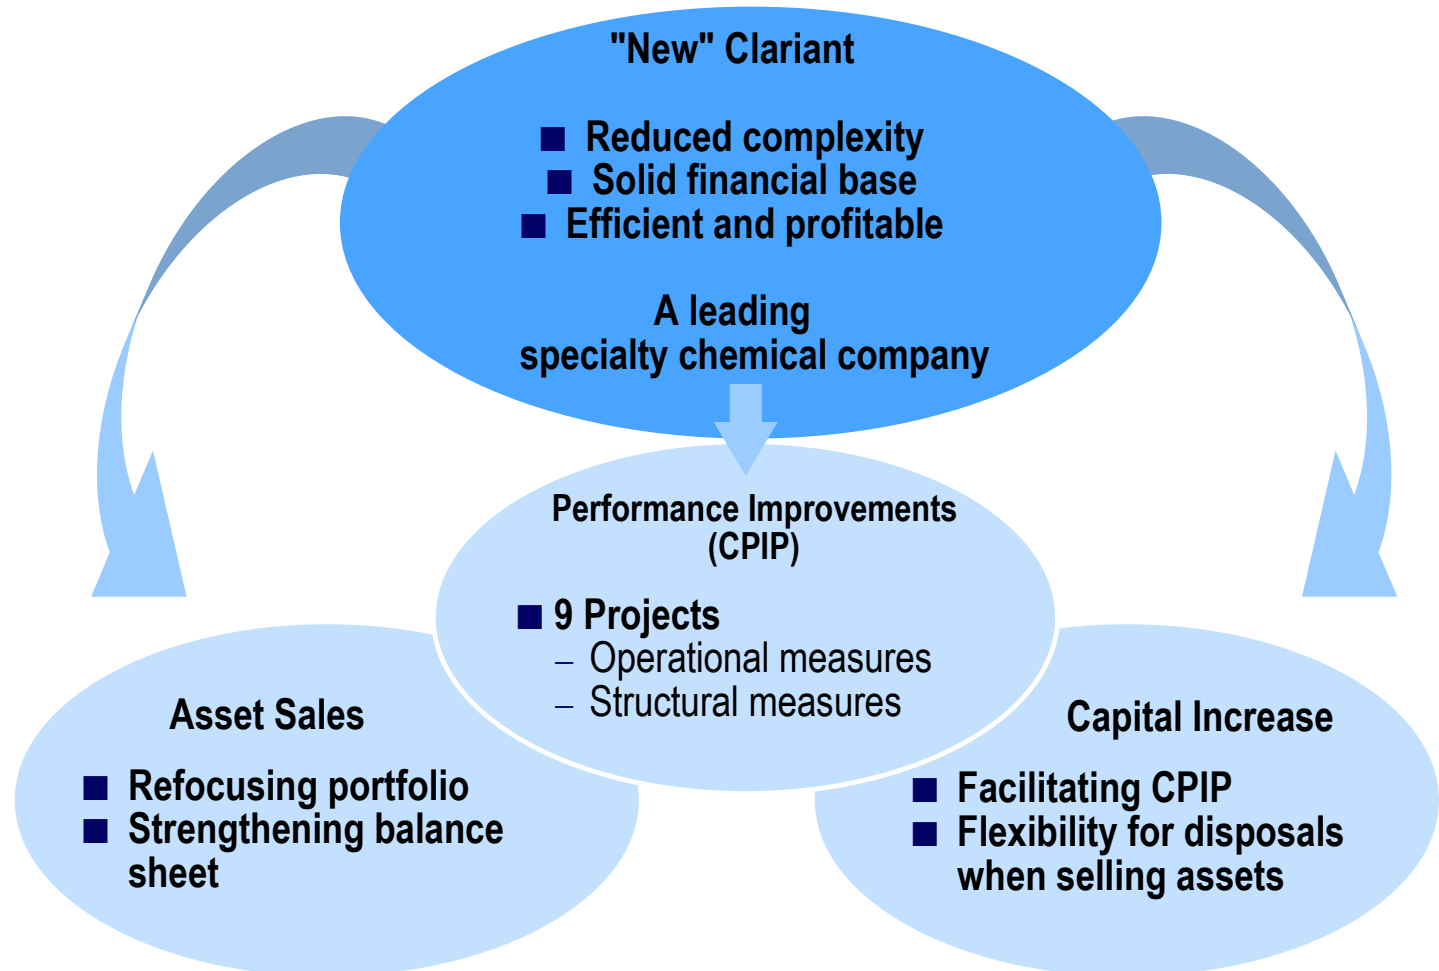 "New" Clariant
■ Reduced complexity
■ Solid financial base
■ Efficient and profitable
A leading
specialty chemical company
Performance Improvements
(CPIP)
■ 9 Projects
– Operational measures
– Structural measures
Asset Sales
■ Refocusing portfolio
■ Strengthening balance
sheet
Capital Increase
■ Facilitating CPIP
■ Flexibility for disposals
when selling assets